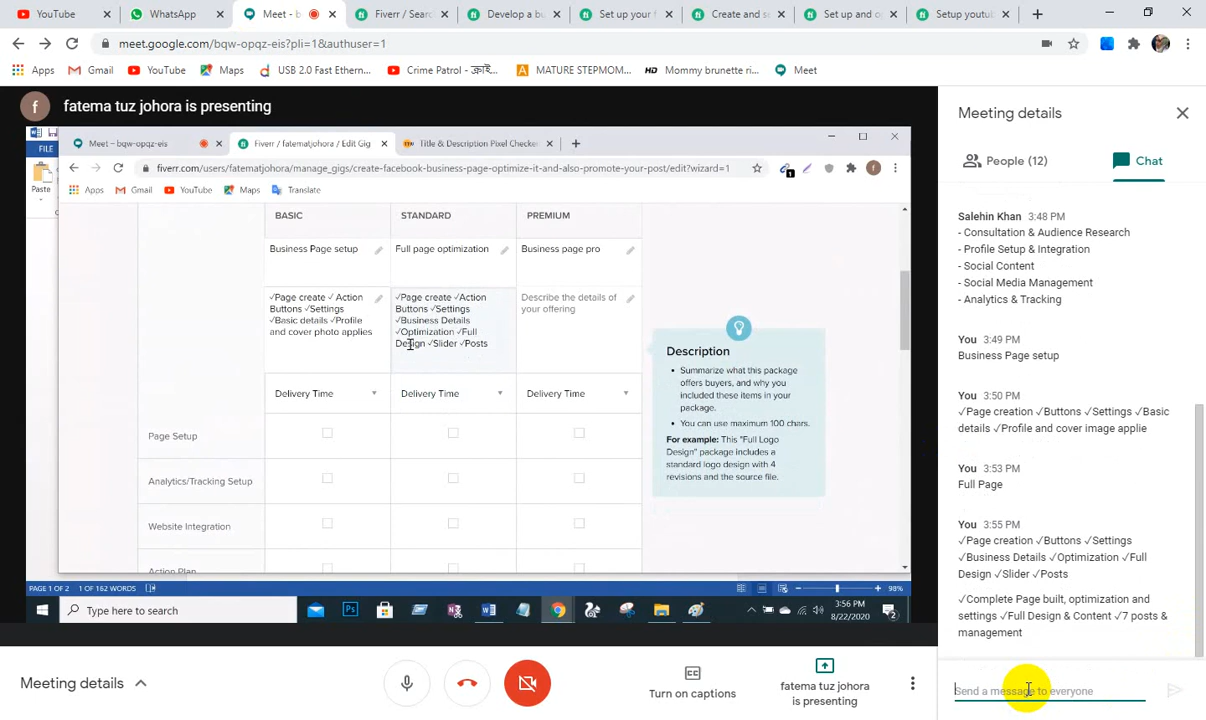 YouTube
WhatsApp
Meet - b
Fiverr / Sear
Develop a bu
Set up your f
Create and se
Set up and op
Setup youtub
meet.google.com/bqw-opqz-eis?pli=1&authuser=1
Apps
Gmail
YouTube
Maps
USB 2.0 Fast Ethern...
Crime Patrol - ক্রাই...
MATURE STEPMOM...
Mommy brunette ri...
Meet
f
fatema tuz johora is presenting
Meet – bqw-opqz-eis
Fiverr / fatematjohora / Edit Gig
Title & Description Pixel Checker
FILE
Paste
fiverr.com/users/fatematjohora/manage_gigs/create-facebook-business-page-optimize-it-and-also-promote-your-post/edit?wizard=1
Apps
Gmail
YouTube
Maps
Translate
BASIC
STANDARD
PREMIUM
Business Page setup
Full page optimization
Business page pro
✓Page create ✓ Action
Buttons ✓Settings
✓Basic details ✓Profile
and cover photo applies
✓Page create ✓Action
Buttons ✓Settings
✓Business Details
✓Optimization ✓Full
Design ✓Slider ✓Posts
Describe the details of
your offering
Delivery Time
Delivery Time
Delivery Time
Page Setup
Analytics/Tracking Setup
Website Integration
Action Plan
Description
Summarize what this package
offers buyers, and why you
included these items in your
package.
You can use maximum 100 chars.
For example: This "Full Logo
Design" package includes a
standard logo design with 4
revisions and the source file.
PAGE 1 OF 2
1 OF 162 WORDS
98%
Type here to search
3:56 PM
8/22/2020
Meeting details
Turn on captions
fatema tuz johora
is presenting
Meeting details
People (12)
Chat
Salehin Khan 3:48 PM
- Consultation & Audience Research
- Profile Setup & Integration
- Social Content
- Social Media Management
- Analytics & Tracking
You 3:49 PM
Business Page setup
You 3:50 PM
✓Page creation ✓Buttons ✓Settings ✓Basic
details ✓Profile and cover image applie
You 3:53 PM
Full Page
You 3:55 PM
✓Page creation ✓Buttons ✓Settings
✓Business Details ✓Optimization ✓Full
Design ✓Slider ✓Posts
✓Complete Page built, optimization and
settings ✓Full Design & Content ✓7 posts &
management
Send a message to everyone